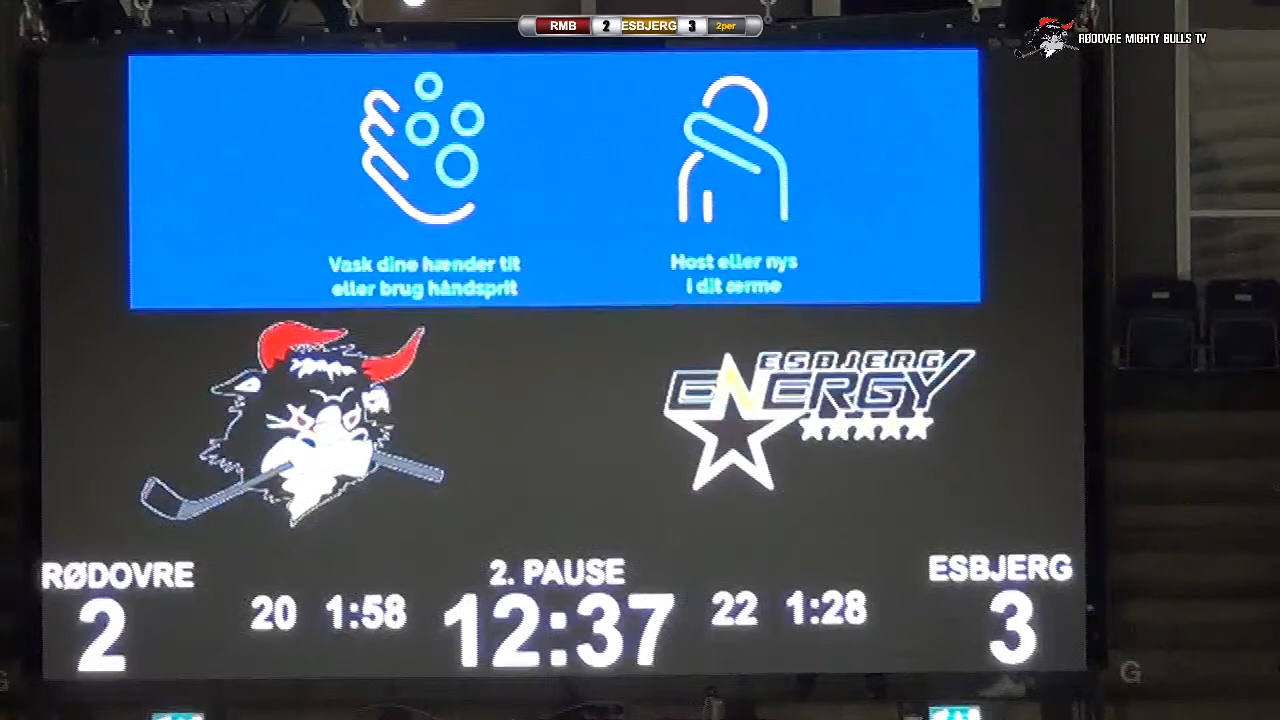 RMB 2 ESBJERG 3 2per
RØDOVRE MIGHTY BULLS TV
Vask dine hænder tit
eller brug håndsprit
Host eller nys
i dit ærme
ESBJERG
ENERGY
RØDOVRE
2
20 1:58
2. PAUSE
12:37
22 1:28
ESBJERG
3
G